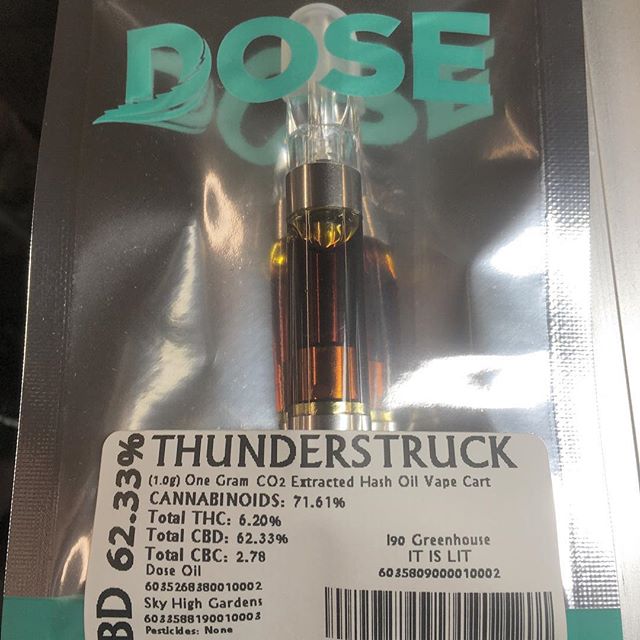 DOSE
THUNDERSTRUCK
(1.0g) One Gram CO2 Extracted Hash Oil Vape Cart
CANNABINOIDS: 71.61%
Total THC: 6.20%
Total CBD: 62.33%
Total CBC: 2.78
Dose Oil
6035268380010002
Sky High Gardens
6033588190010003
Pesticides: None
I90 Greenhouse
IT IS LIT
6035809000010002
BD 62.33%